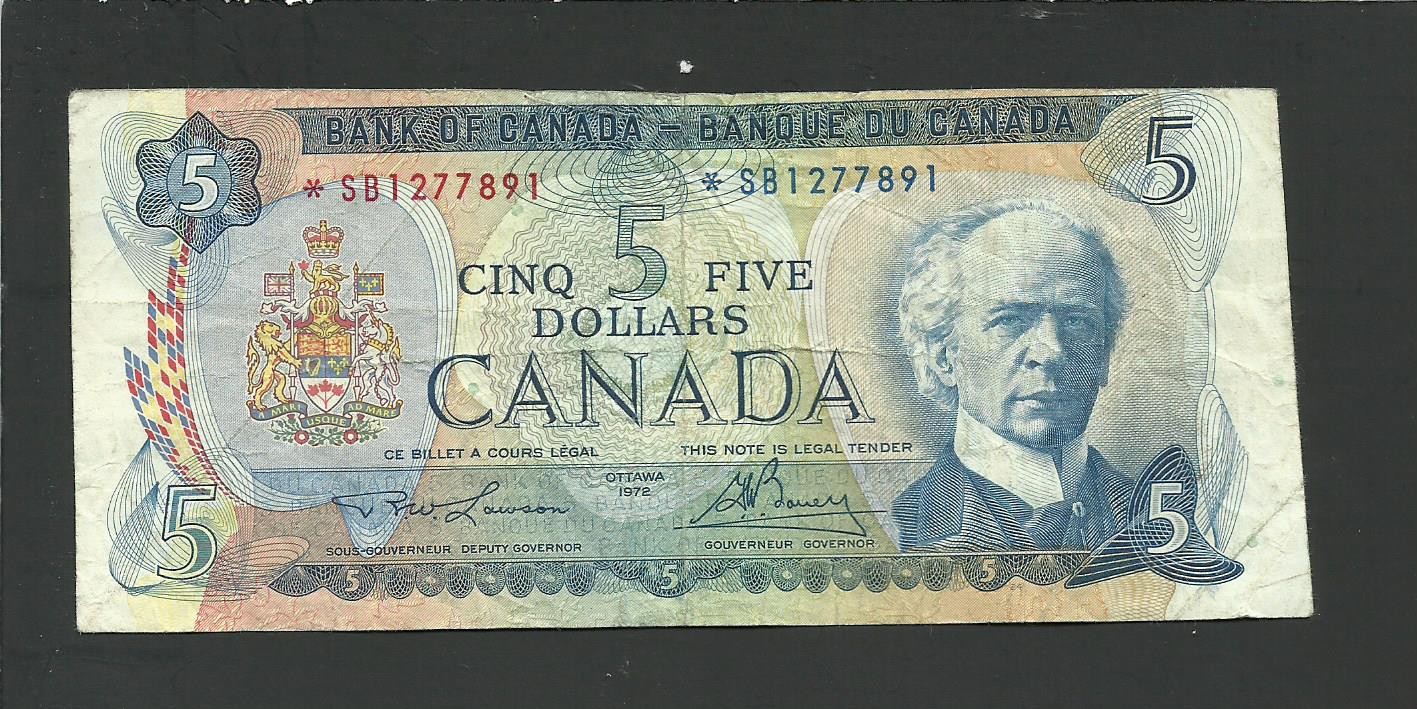 BANK OF CANADA – BANQUE DU CANADA
5
5
*SB1277891 *SB1277891
CINQ 5 FIVE
DOLLARS
CANADA
A MARI USQUE AD MARE
CE BILLET A COURS LÉGAL THIS NOTE IS LEGAL TENDER
OTTAWA
1972
R.W. Lawson G.K. Bouey
SOUS-GOUVERNEUR DEPUTY GOVERNOR GOUVERNEUR GOVERNOR
5
5
5 5 5